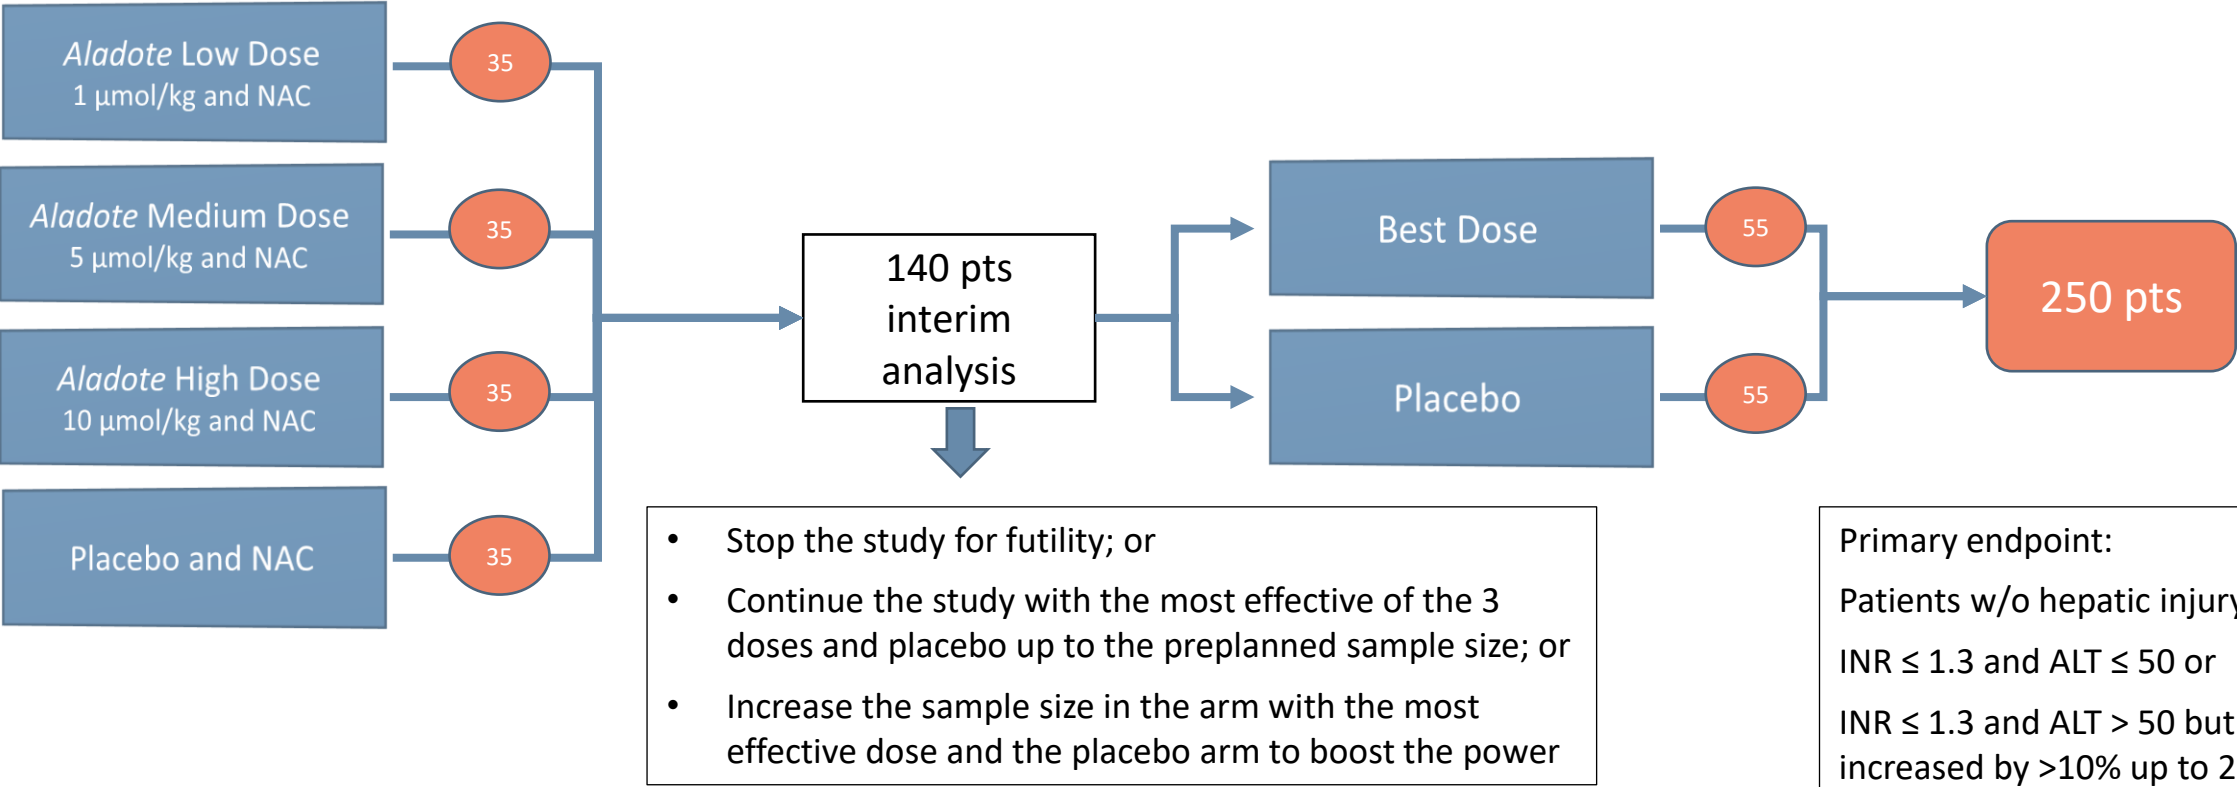 Aladote Low Dose
1 µmol/kg and NAC
35
Aladote Medium Dose
5 µmol/kg and NAC
35
Aladote High Dose
10 µmol/kg and NAC
35
Placebo and NAC
35
140 pts
interim
analysis
Best Dose
55
Placebo
55
250 pts
• Stop the study for futility; or
• Continue the study with the most effective of the 3
doses and placebo up to the preplanned sample size; or
• Increase the sample size in the arm with the most
effective dose and the placebo arm to boost the power
Primary endpoint:
Patients w/o hepatic injury
INR ≤ 1.3 and ALT ≤ 50 or
INR ≤ 1.3 and ALT > 50 but
increased by >10% up to 2